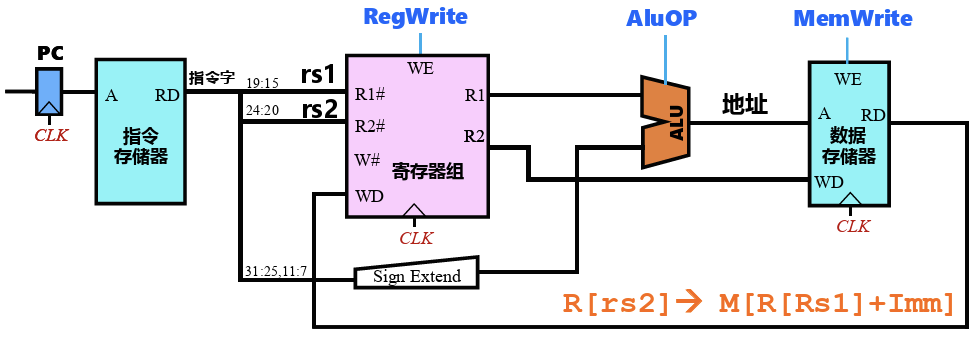 RegWrite
AluOP
MemWrite
PC
CLK
A
RD
指令
存储器
指令字
19:15
rs1
24:20
rs2
WE
R1#
R1
R2#
R2
W#
寄存器组
WD
CLK
31:25,11:7
Sign Extend
ALU
地址
WE
A
RD
数据
存储器
WD
CLK
R[rs2]→ M[R[Rs1]+Imm]